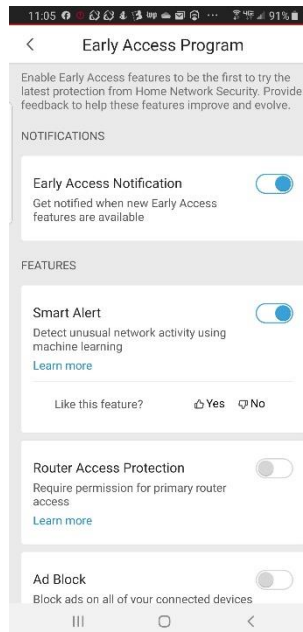 11:05 91%
Early Access Program
Enable Early Access features to be the first to try the
latest protection from Home Network Security. Provide
feedback to help these features improve and evolve.
NOTIFICATIONS
Early Access Notification
Get notified when new Early Access
features are available
FEATURES
Smart Alert
Detect unusual network activity using
machine learning
Learn more
Like this feature? Yes No
Router Access Protection
Require permission for primary router
access
Learn more
Ad Block
Block ads on all of your connected devices